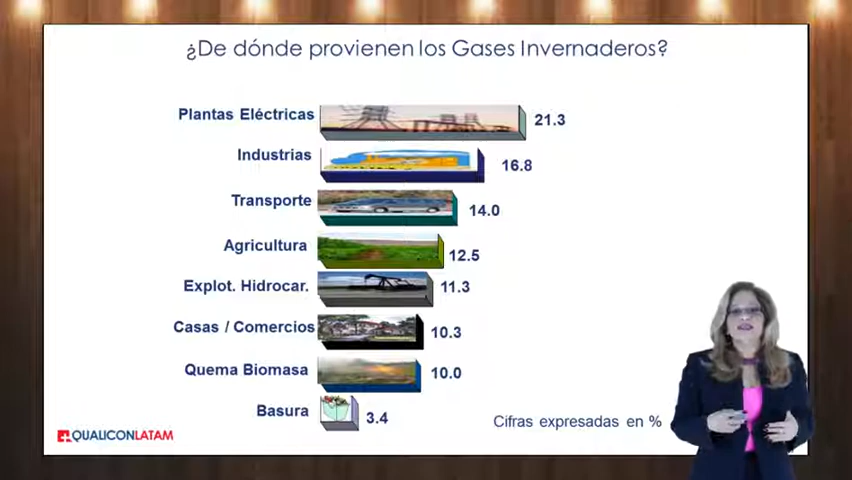 ¿De dónde provienen los Gases Invernaderos?
Plantas Eléctricas 21.3
Industrias 16.8
Transporte 14.0
Agricultura 12.5
Explot. Hidrocar. 11.3
Casas / Comercios 10.3
Quema Biomasa 10.0
Basura 3.4
Cifras expresadas en %
QUALICONLATAM